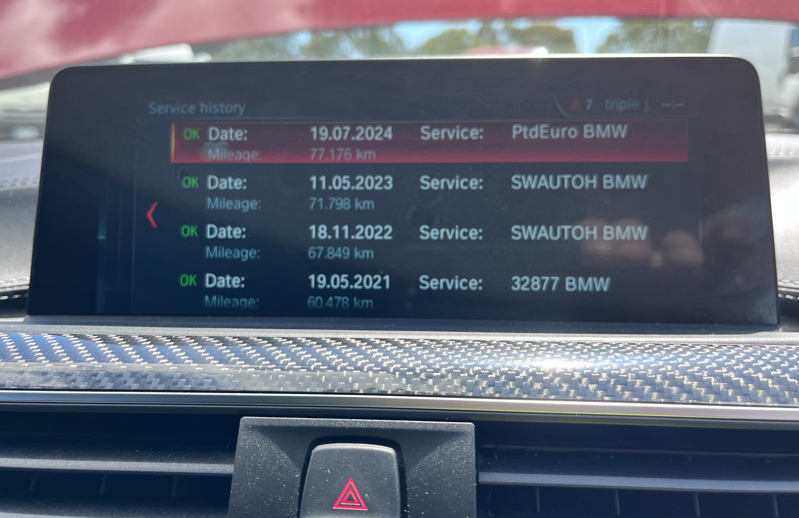 Service history 7 triple j --:--
OK Date: 19.07.2024 Service: PtdEuro BMW
Mileage: 77.176 km
OK Date: 11.05.2023 Service: SWAUTOH BMW
Mileage: 71.798 km
OK Date: 18.11.2022 Service: SWAUTOH BMW
Mileage: 67.849 km
OK Date: 19.05.2021 Service: 32877 BMW
Mileage: 60.478 km